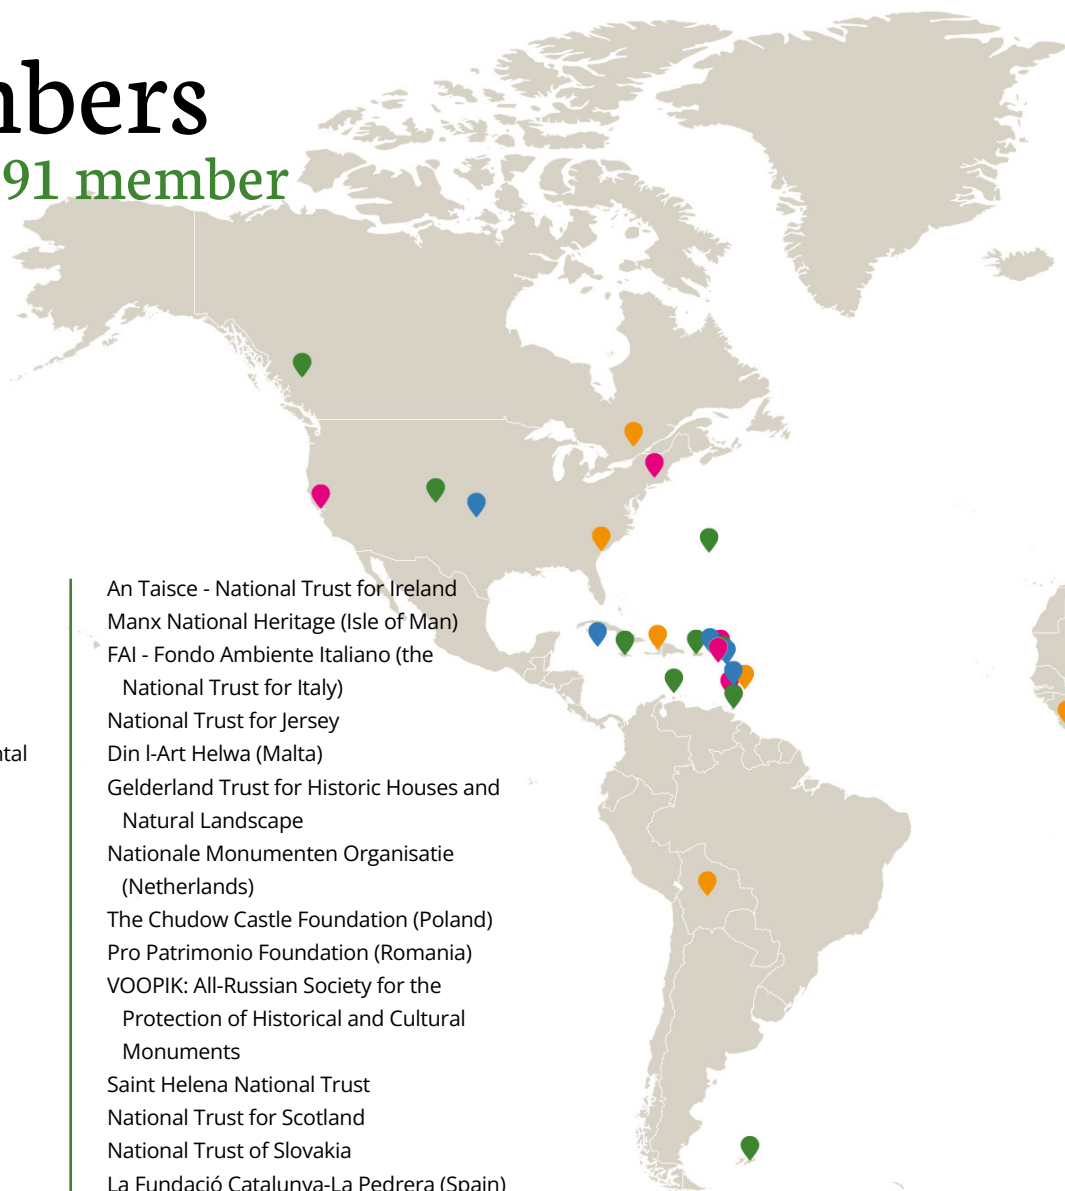 mbers
91 member
An Taisce - National Trust for Ireland
Manx National Heritage (Isle of Man)
FAI - Fondo Ambiente Italiano (the
National Trust for Italy)
National Trust for Jersey
Din l-Art Helwa (Malta)
Gelderland Trust for Historic Houses and
Natural Landscape
Nationale Monumenten Organisatie
(Netherlands)
The Chudow Castle Foundation (Poland)
Pro Patrimonio Foundation (Romania)
VOOPIK: All-Russian Society for the
Protection of Historical and Cultural
Monuments
Saint Helena National Trust
National Trust for Scotland
National Trust of Slovakia
La Fundació Catalunya-La Pedrera (Spain)
ntal